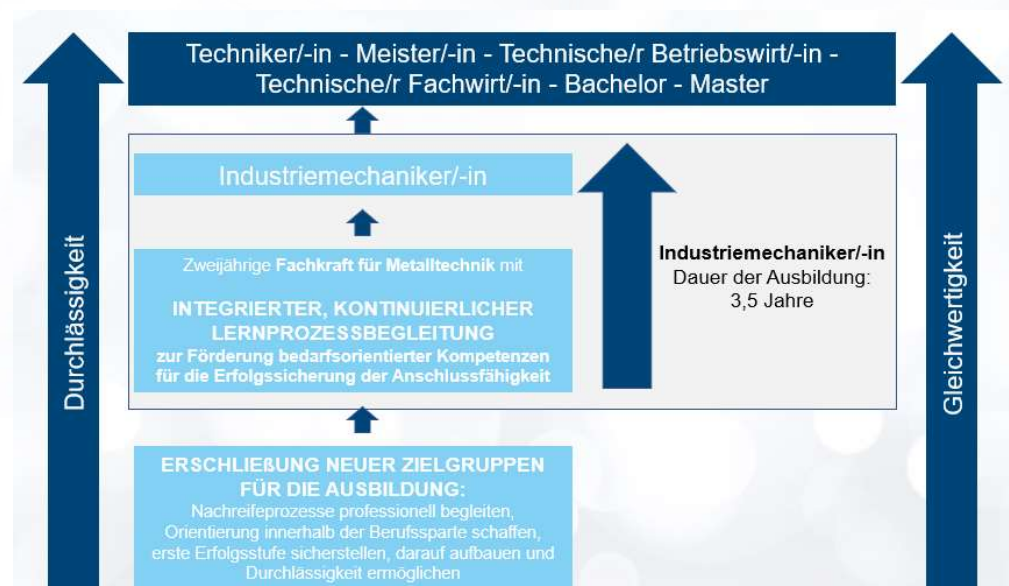 Techniker/-in - Meister/-in - Technische/r Betriebswirt/-in -
Technische/r Fachwirt/-in - Bachelor - Master
Industriemechaniker/-in
Zweijährige Fachkraft für Metalltechnik mit
INTEGRIERTER, KONTINUIERLICHER
LERNPROZESSBEGLEITUNG
zur Förderung bedarfsorientierter Kompetenzen
für die Erfolgssicherung der Anschlussfähigkeit
Industriemechaniker/-in
Dauer der Ausbildung:
3,5 Jahre
ERSCHLIEßUNG NEUER ZIELGRUPPEN
FÜR DIE AUSBILDUNG:
Nachreifeprozesse professionell begleiten,
Orientierung innerhalb der Berufssparte schaffen,
erste Erfolgsstufe sicherstellen, darauf aufbauen und
Durchlässigkeit ermöglichen
Durchlässigkeit
Gleichwertigkeit